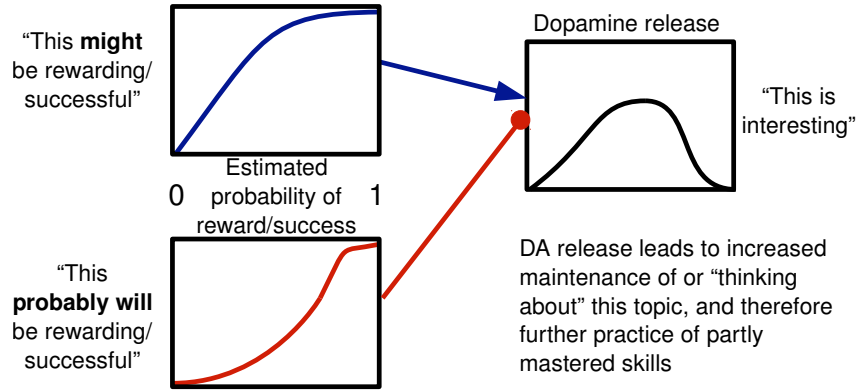 “This might
be rewarding/
successful”
Estimated
probability of
reward/success
0
1
“This
probably will
be rewarding/
successful”
Dopamine release
“This is
interesting”
DA release leads to increased
maintenance of or “thinking
about” this topic, and therefore
further practice of partly
mastered skills